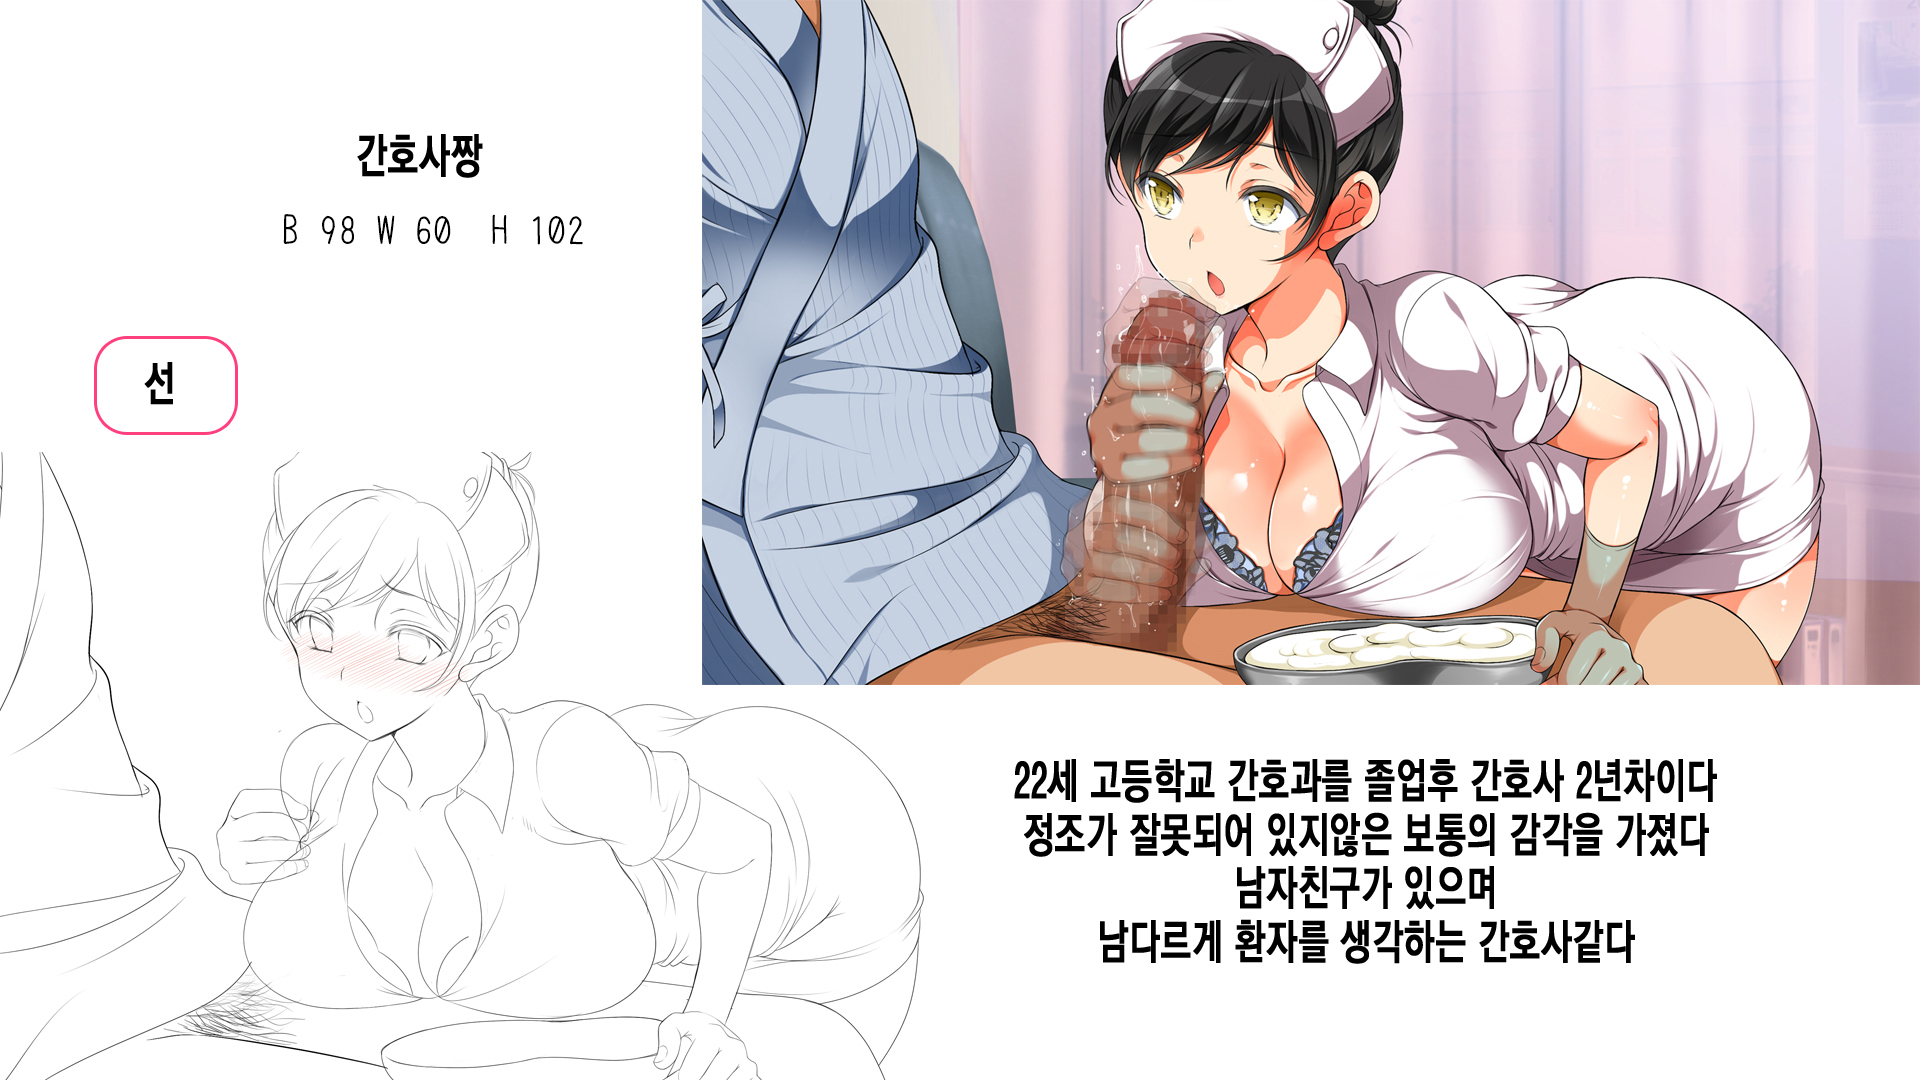 간호사짱
B 98 W 60 H 102
선
22세 고등학교 간호과를 졸업후 간호사 2년차이다
정조가 잘못되어 있지않은 보통의 감각을 가졌다
남자친구가 있으며
남다르게 환자를 생각하는 간호사같다